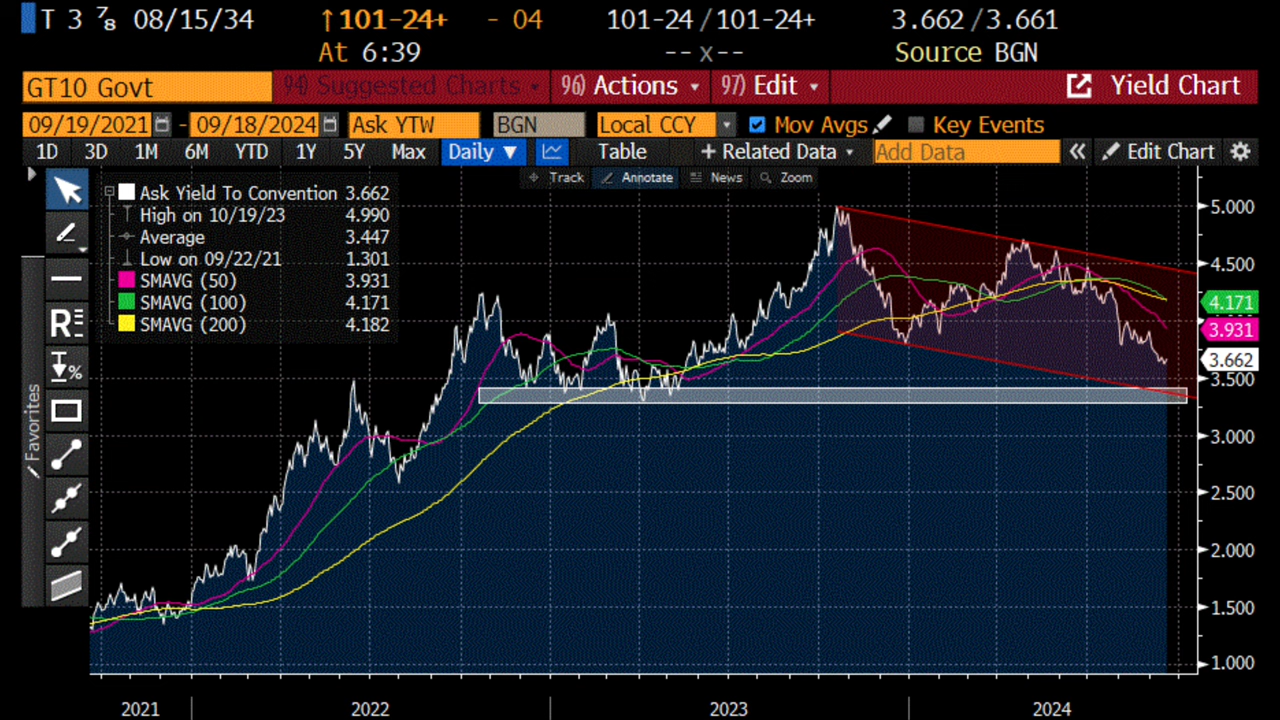 T 3 ⅞ 08/15/34 ↑101-24+ - 04 101-24/101-24+ 3.662/3.661
At 6:39 --x-- Source BGN
GT10 Govt 94) Suggested Charts 96) Actions 97) Edit Yield Chart
09/19/2021 - 09/18/2024 Ask YTW BGN Local CCY Mov Avgs Key Events
1D 3D 1M 6M YTD 1Y 5Y Max Daily ▼ Table + Related Data Add Data « Edit Chart
Track Annotate News Zoom
Ask Yield To Convention 3.662
High on 10/19/23 4.990
Average 3.447
Low on 09/22/21 1.301
SMAVG (50) 3.931
SMAVG (100) 4.171
SMAVG (200) 4.182
R
%
Favorites
5.000
4.500
4.171
3.931
3.662
3.500
3.000
2.500
2.000
1.500
1.000
2021 2022 2023 2024